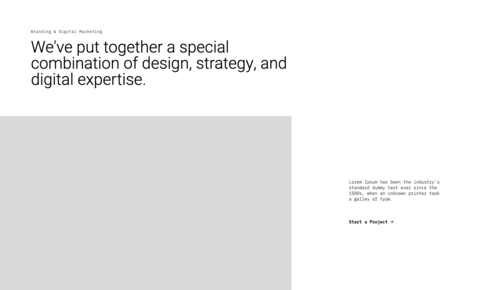 Branding & Digital Marketing
We've put together a special
combination of design, strategy, and
digital expertise.
Lorem Ipsum has been the industry's
standard dummy text ever since the
1500s, when an unknown printer took
a galley of type.
Start a Project →